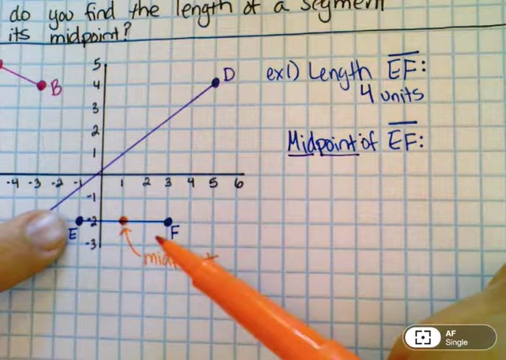 do you find the length of a segment
its midpoint?
B
D
ex1) Length EF:
4 units
Midpoint of EF:
5
4
3
2
1
-4 -3 -2 -1 1 2 3 4 5 6
-2
-3
E
F
AF
Single